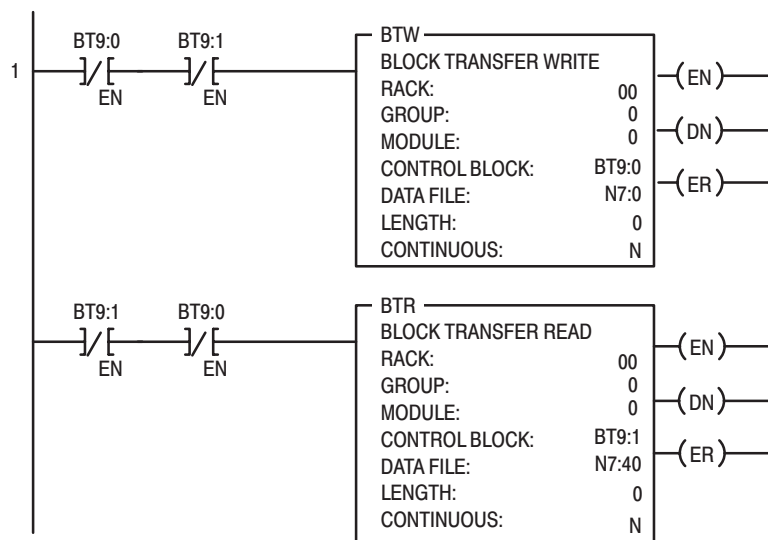 BT9:0 BT9:1
EN EN
1
BTW
BLOCK TRANSFER WRITE
RACK: 00
GROUP: 0
MODULE: 0
CONTROL BLOCK: BT9:0
DATA FILE: N7:0
LENGTH: 0
CONTINUOUS: N
EN
DN
ER
BT9:1 BT9:0
EN EN
BTR
BLOCK TRANSFER READ
RACK: 00
GROUP: 0
MODULE: 0
CONTROL BLOCK: BT9:1
DATA FILE: N7:40
LENGTH: 0
CONTINUOUS: N
EN
DN
ER